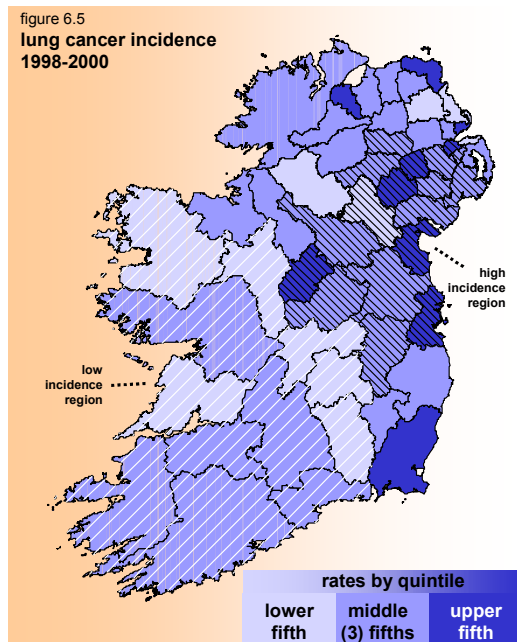 figure 6.5
lung cancer incidence
1998-2000
high
incidence
region
low
incidence
region
rates by quintile
lower
fifth
middle
(3) fifths
upper
fifth